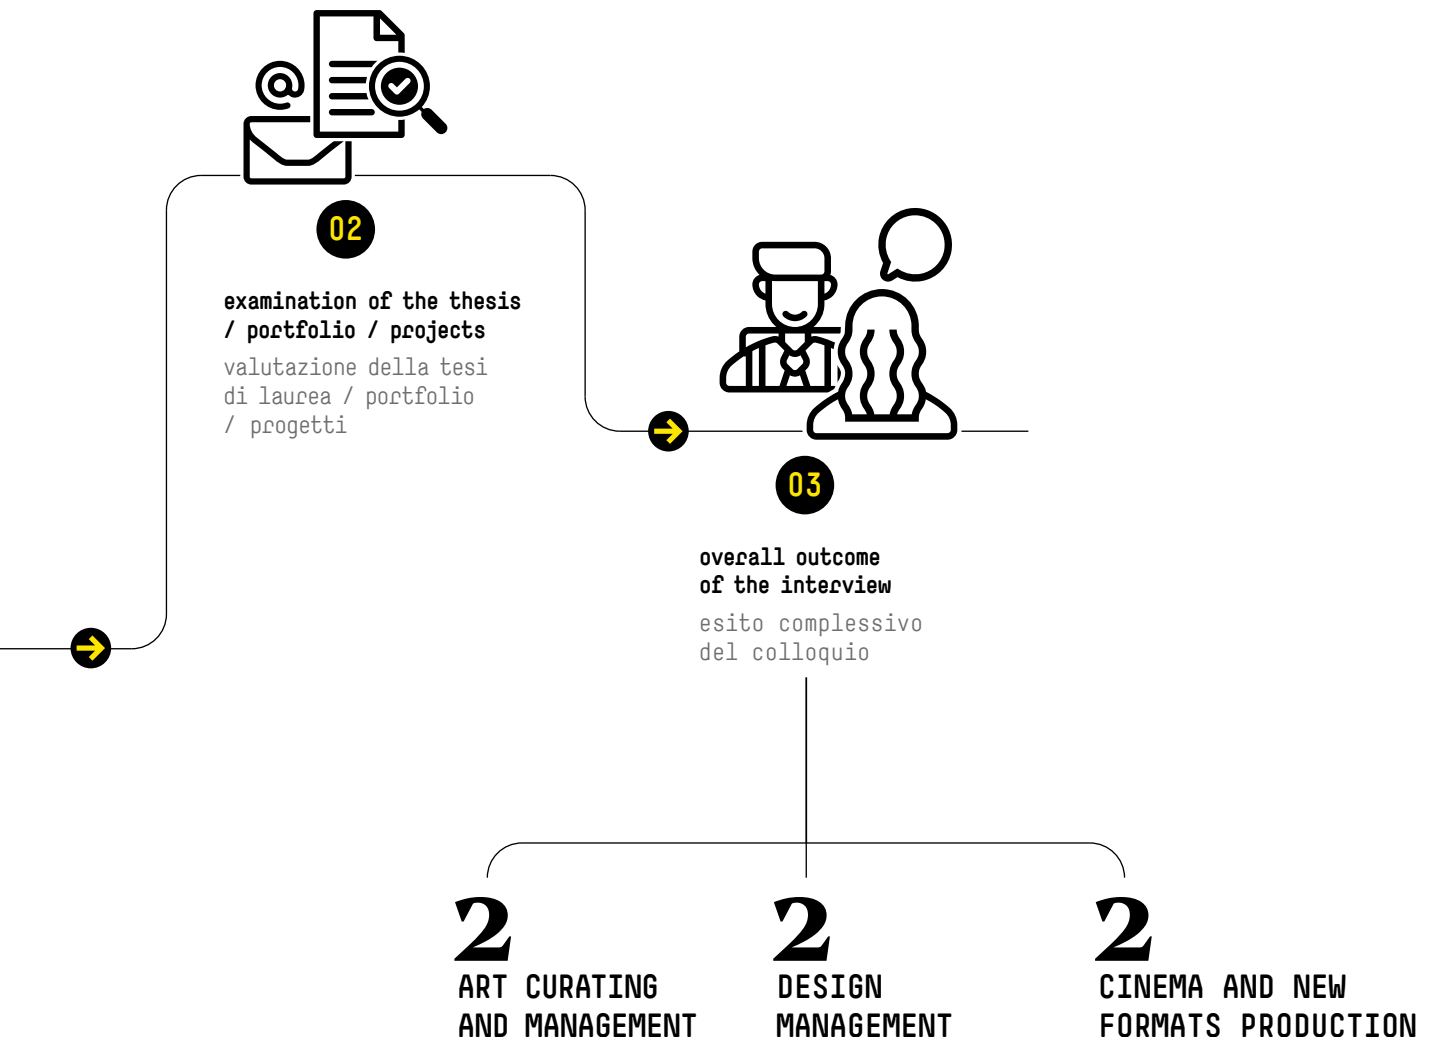 @
02
examination of the thesis
/ portfolio / projects
valutazione della tesi
di laurea / portfolio
/ progetti
03
overall outcome
of the interview
esito complessivo
del colloquio
2
ART CURATING
AND MANAGEMENT
2
DESIGN
MANAGEMENT
2
CINEMA AND NEW
FORMATS PRODUCTION